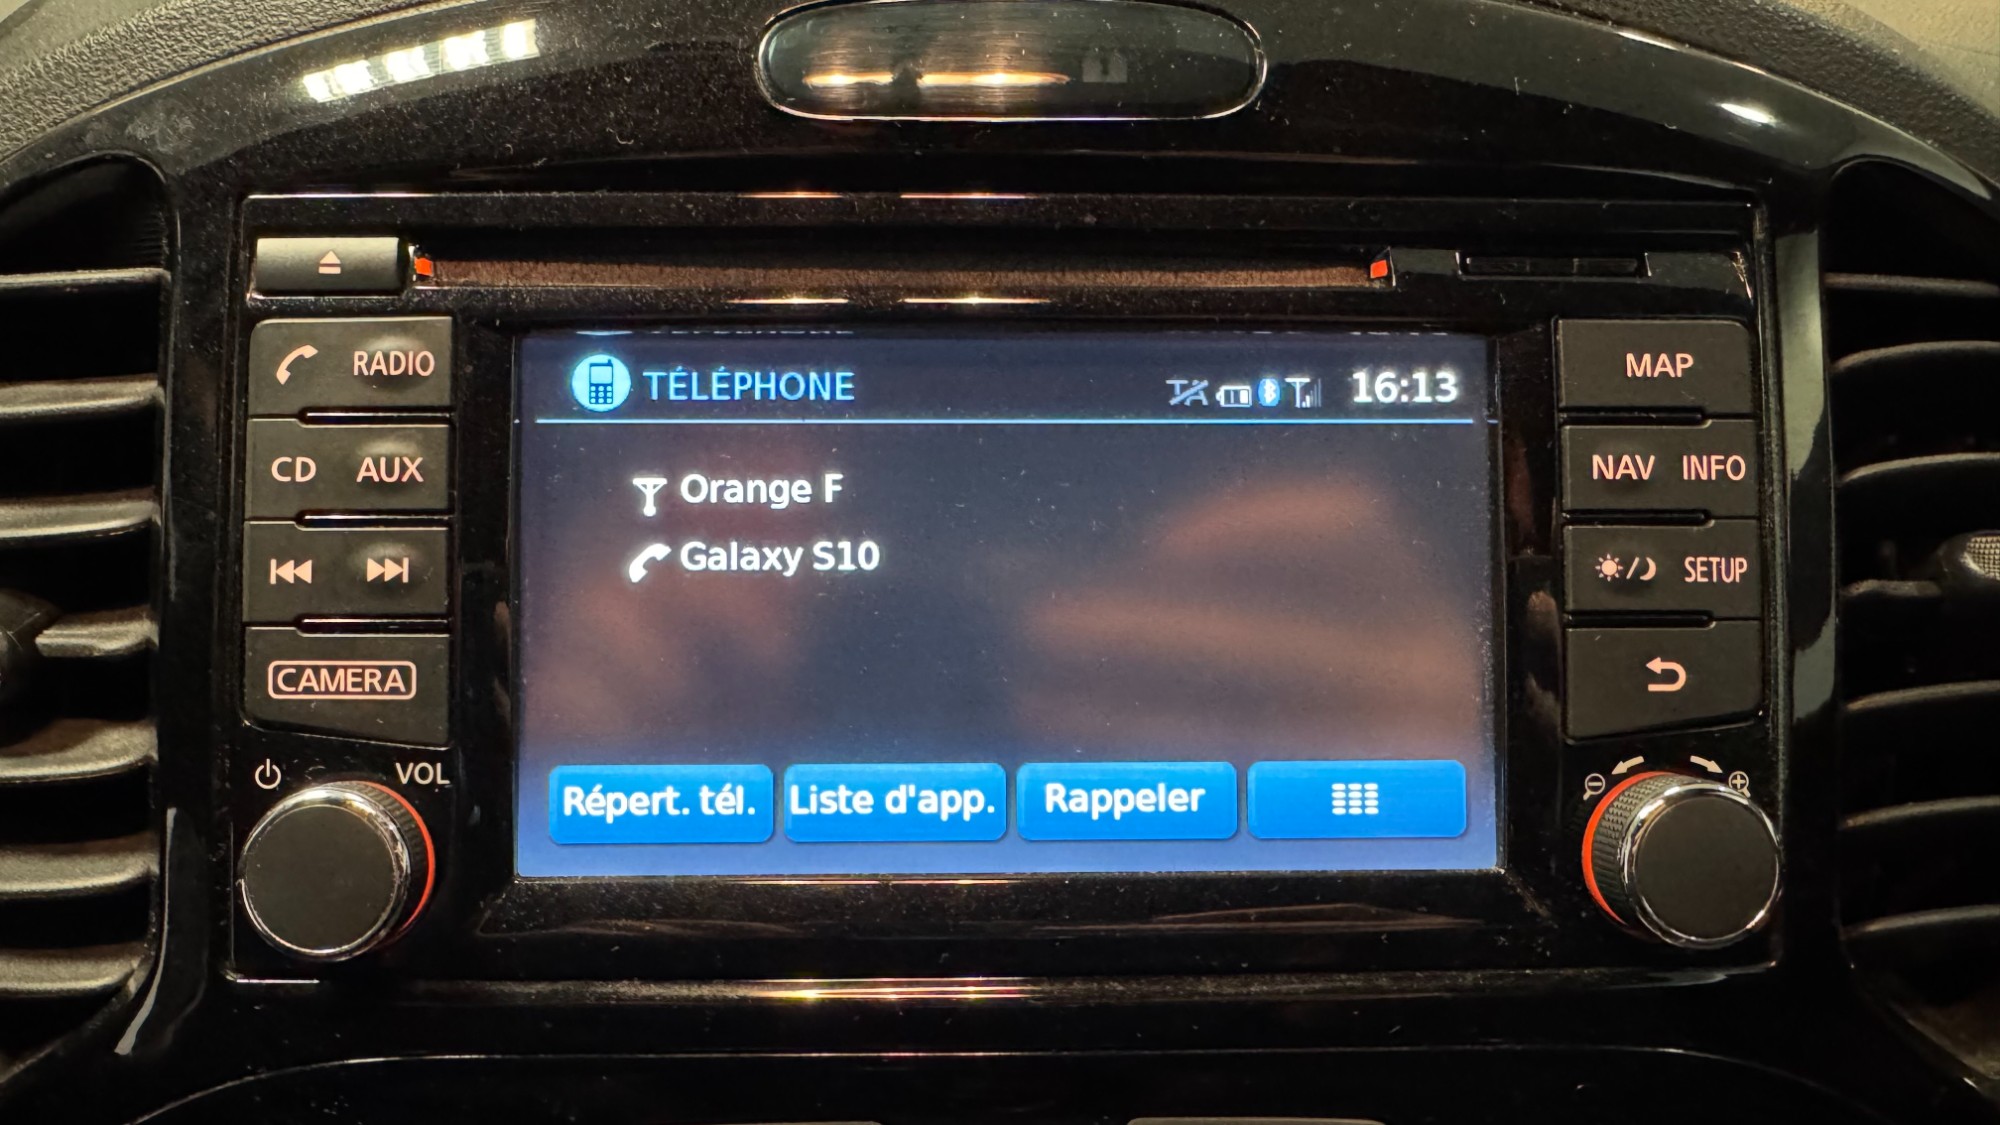 RADIO
CD AUX
CAMERA
VOL
TÉLÉPHONE 16:13
Orange F
Galaxy S10
Répert. tél. Liste d'app. Rappeler
MAP
NAV INFO
SETUP